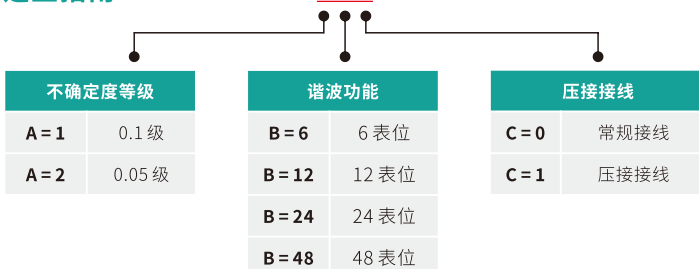 不确定度等级
A = 1 0.1 级
A = 2 0.05 级
谐波功能
B = 6 6 表位
B = 12 12 表位
B = 24 24 表位
B = 48 48 表位
压接接线
C = 0 常规接线
C = 1 压接接线